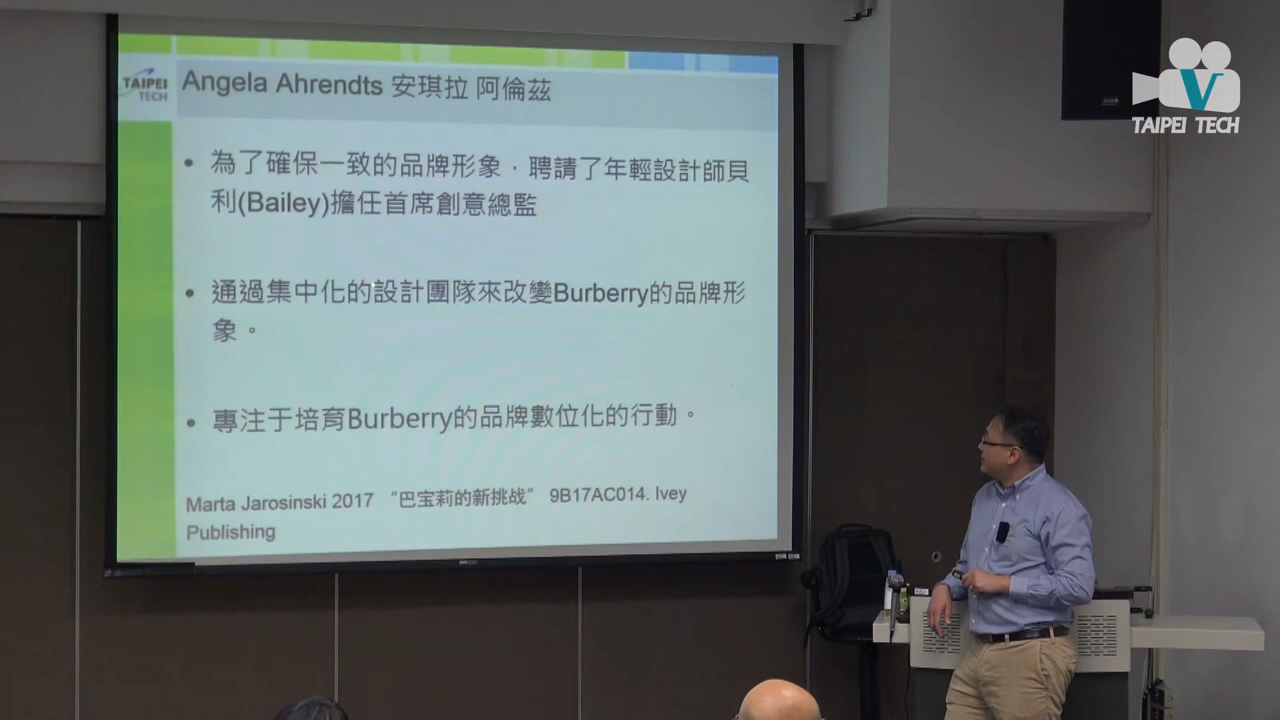 TAIPEI
TECH
Angela Ahrendts 安琪拉 阿倫茲
• 為了確保一致的品牌形象，聘請了年輕設計師貝
利(Bailey)擔任首席創意總監
• 通過集中化的設計團隊來改變Burberry的品牌形
象。
• 專注于培育Burberry的品牌數位化的行動。
Marta Jarosinski 2017 “巴宝莉的新挑战” 9B17AC014. Ivey
Publishing
V
TAIPEI TECH